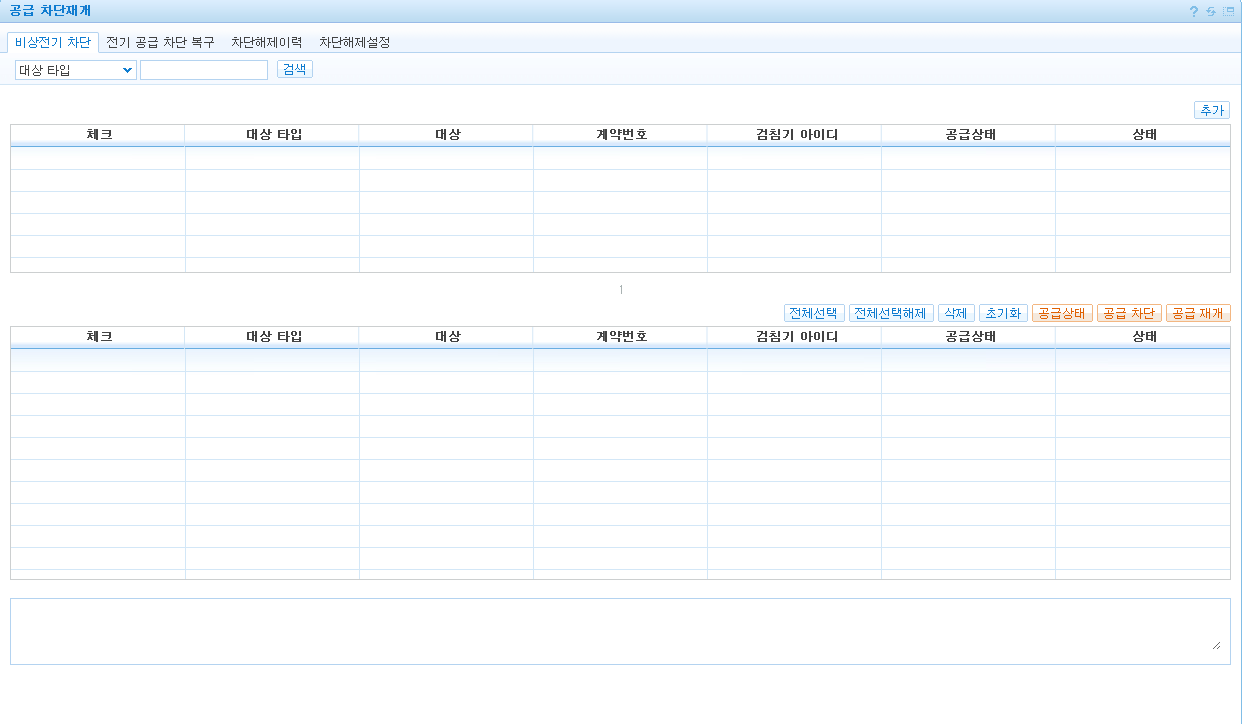 공급 차단재개
비상전기 차단 전기 공급 차단 복구 차단해제이력 차단해제설정
대상 타입 검색
추가
체크 대상 타입 대상 계약번호 검침기 아이디 공급상태 상태
1
전체선택 전체선택해제 삭제 초기화 공급상태 공급 차단 공급 재개
체크 대상 타입 대상 계약번호 검침기 아이디 공급상태 상태